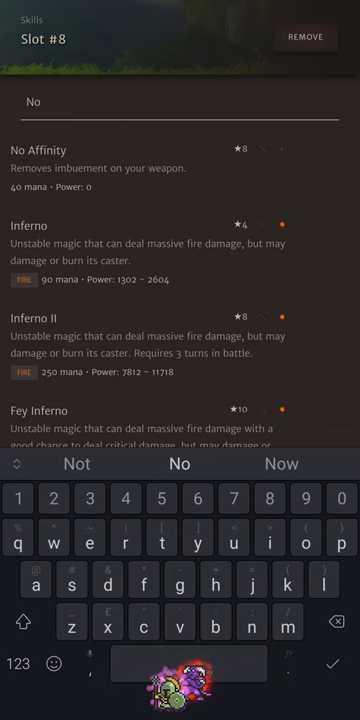 Skills
Slot #8
REMOVE
No
No Affinity ★8
Removes imbuement on your weapon.
40 mana • Power: 0
Inferno ★4
Unstable magic that can deal massive fire damage, but may
damage or burn its caster.
FIRE 90 mana • Power: 1302 - 2604
Inferno II ★8
Unstable magic that can deal massive fire damage, but may
damage or burn its caster. Requires 3 turns in battle.
FIRE 250 mana • Power: 7812 - 11718
Fey Inferno ★10
Unstable magic that can deal massive fire damage with a
good chance to deal critical damage, but may damage or
Not No Now
1 2 3 4 5 6 7 8 9 0
q w e r t y u i o p
a s d f g h j k l
z x c v b n m
123 , .